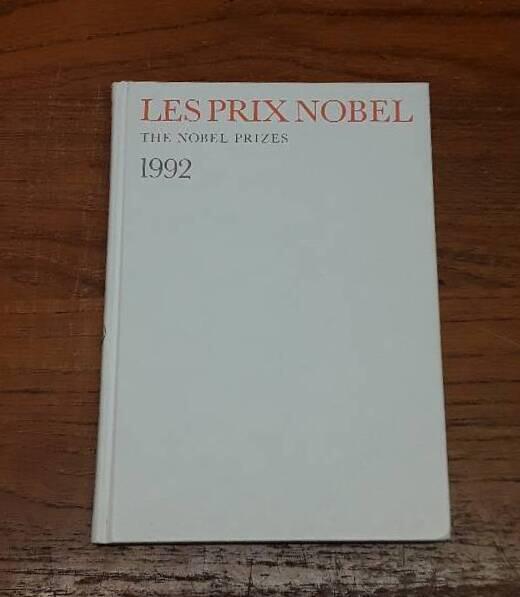 LES PRIX NOBEL
THE NOBEL PRIZES
1992